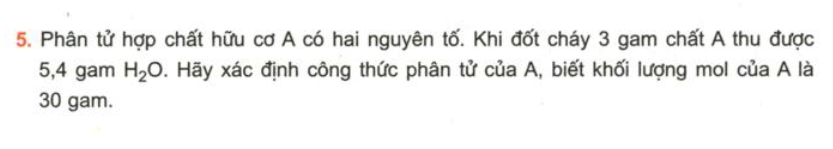 5. Phân tử hợp chất hữu cơ A có hai nguyên tố. Khi đốt cháy 3 gam chất A thu được
5,4 gam H₂O. Hãy xác định công thức phân tử của A, biết khối lượng mol của A là
30 gam.